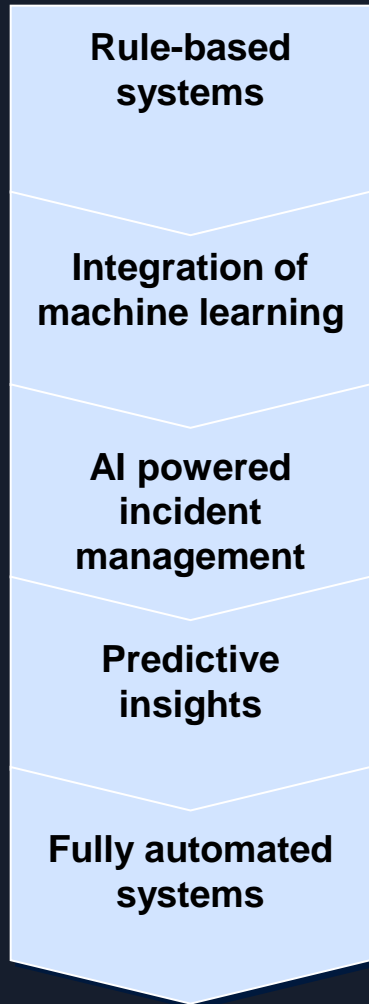 Rule-based
systems
Integration of
machine learning
AI powered
incident
management
Predictive
insights
Fully automated
systems